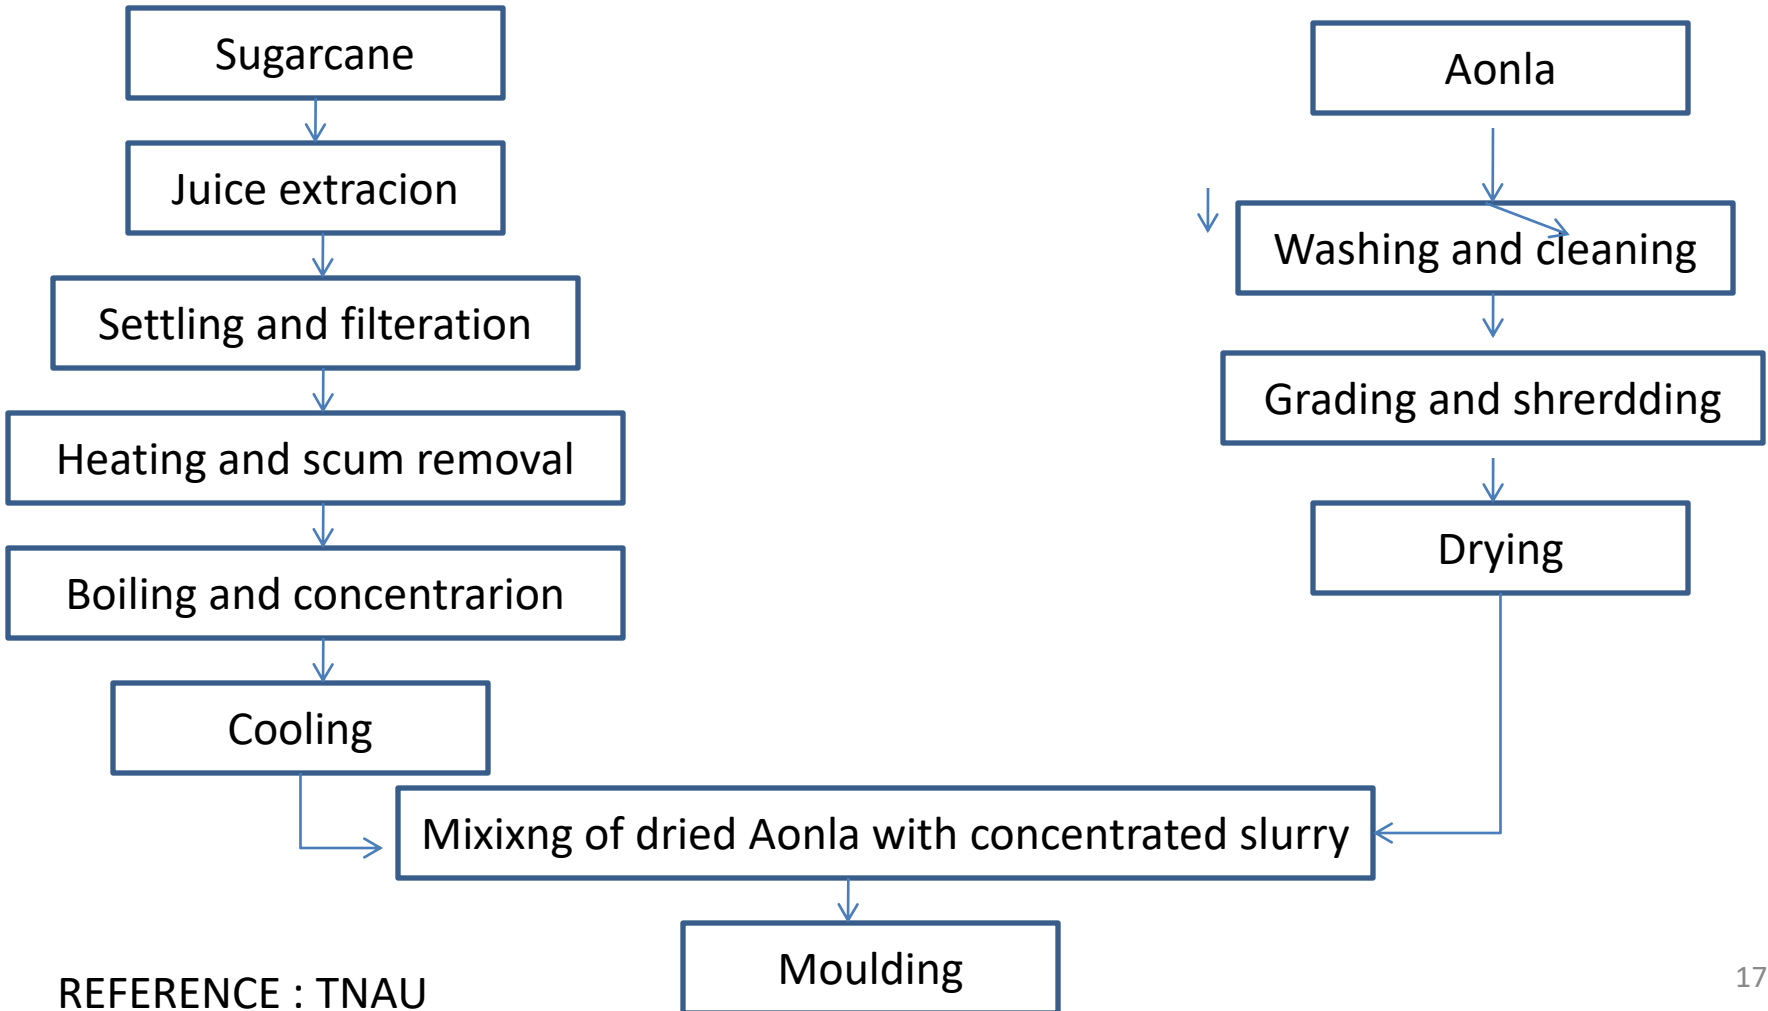 Sugarcane
Juice extracion
Settling and filteration
Heating and scum removal
Boiling and concentrarion
Cooling
Aonla
Washing and cleaning
Grading and shrerdding
Drying
Mixixng of dried Aonla with concentrated slurry
Moulding
REFERENCE : TNAU
17